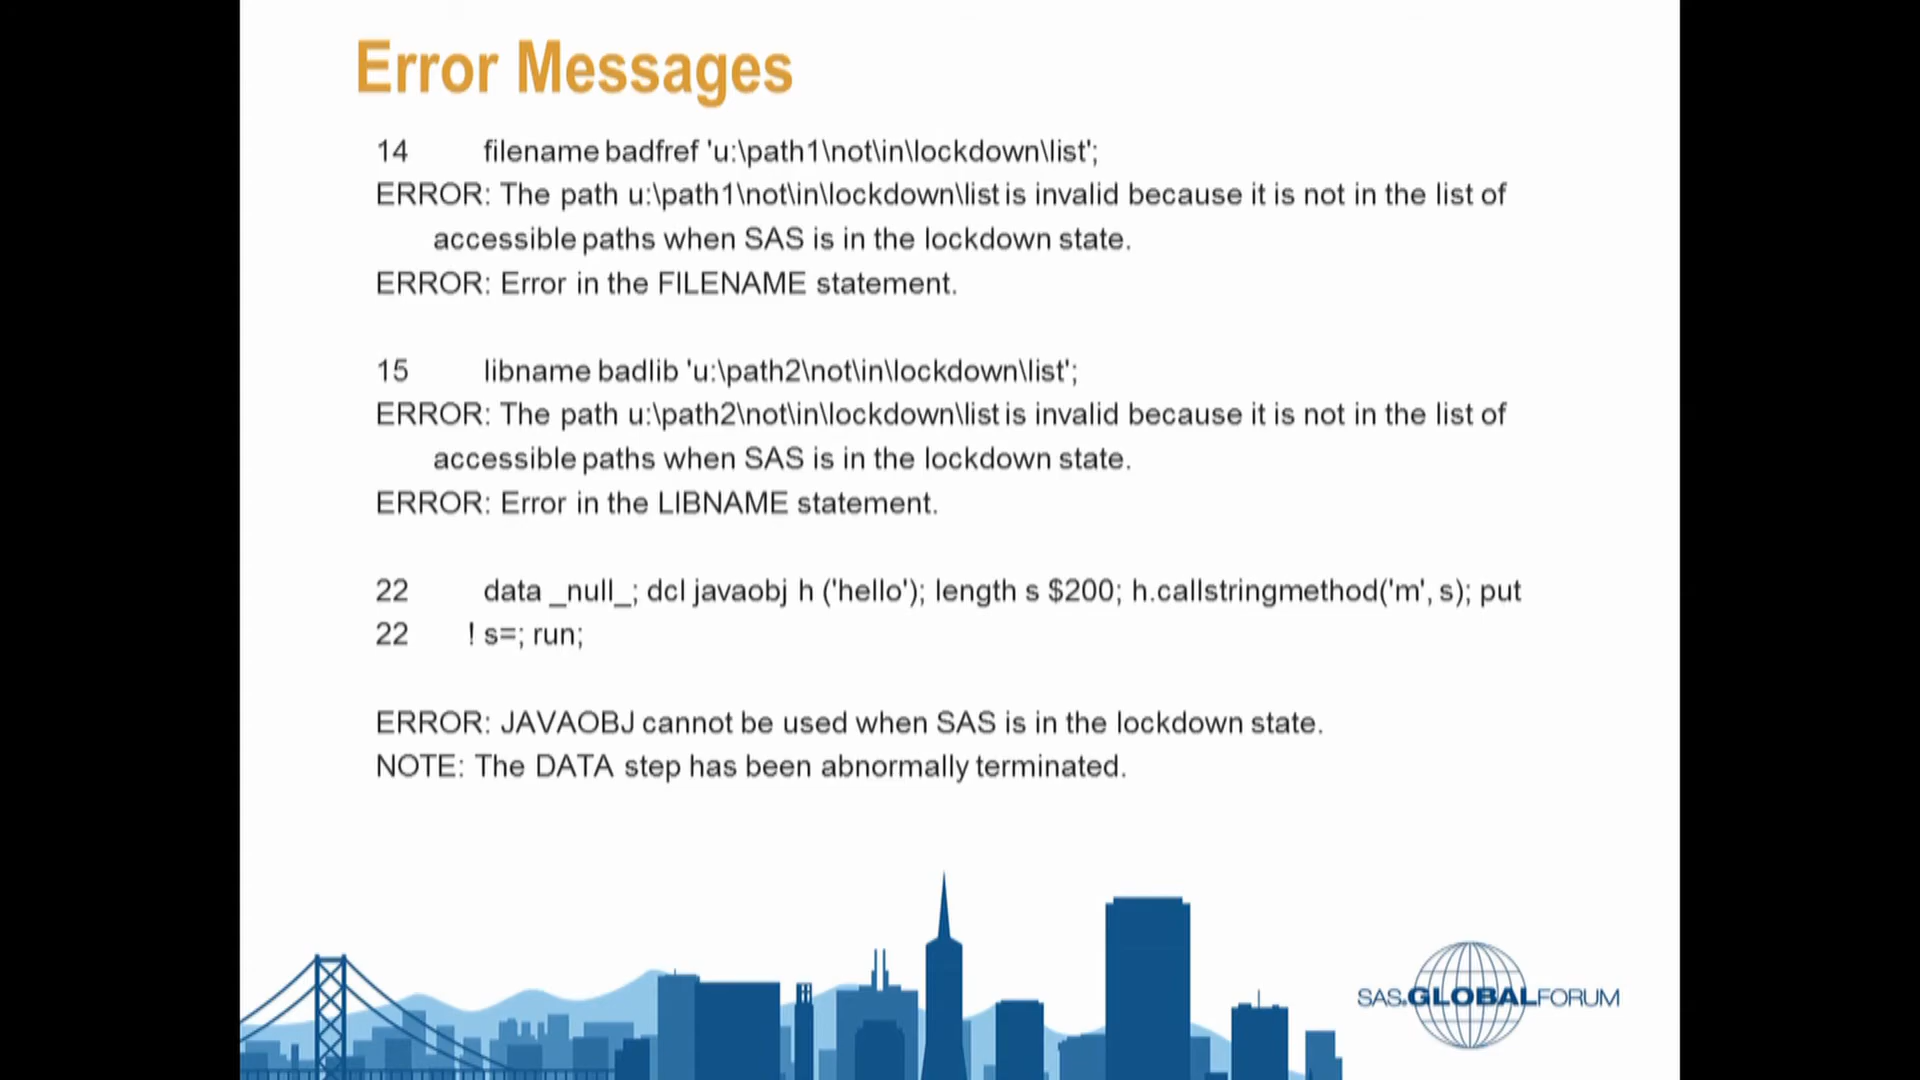 Error Messages
14 filename badfref 'u:\path1\not\in\lockdown\list';
ERROR: The path u:\path1\not\in\lockdown\list is invalid because it is not in the list of
accessible paths when SAS is in the lockdown state.
ERROR: Error in the FILENAME statement.
15 libname badlib 'u:\path2\not\in\lockdown\list';
ERROR: The path u:\path2\not\in\lockdown\list is invalid because it is not in the list of
accessible paths when SAS is in the lockdown state.
ERROR: Error in the LIBNAME statement.
22 data _null_; dcl javaobj h ('hello'); length s $200; h.callstringmethod('m', s); put
22 ! s=; run;
ERROR: JAVAOBJ cannot be used when SAS is in the lockdown state.
NOTE: The DATA step has been abnormally terminated.
SAS. GLOBALFORUM